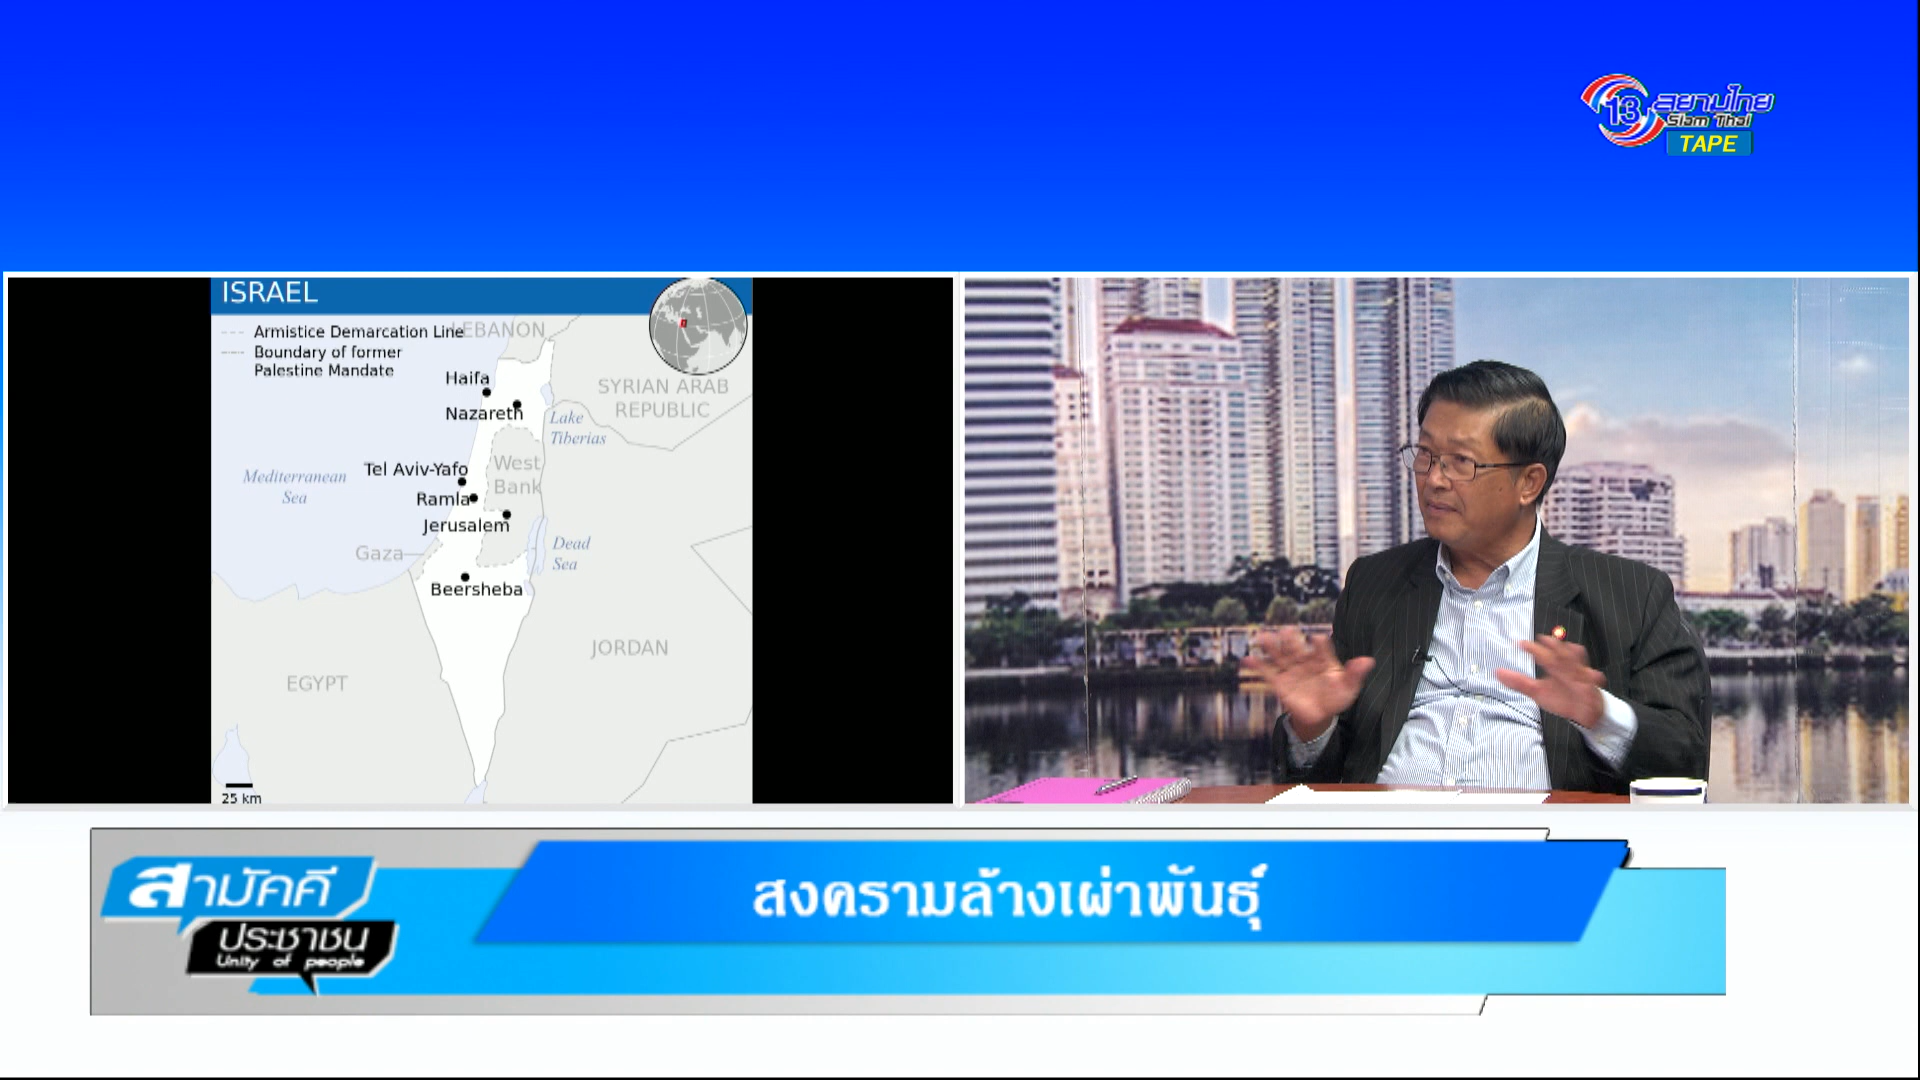 13 สยามไทย
Siam Thai
TAPE
ISRAEL
Armistice Demarcation Line
Boundary of former
Palestine Mandate
LEBANON
SYRIAN ARAB
REPUBLIC
Haifa
Nazareth
Lake
Tiberias
Mediterranean
Sea
Tel Aviv-Yafo
West
Bank
Ramla
Jerusalem
Gaza
Dead
Sea
Beersheba
JORDAN
EGYPT
25 km
สามัคคี
ประชาชน
Unity of people
สงครามล้างเผ่าพันธุ์